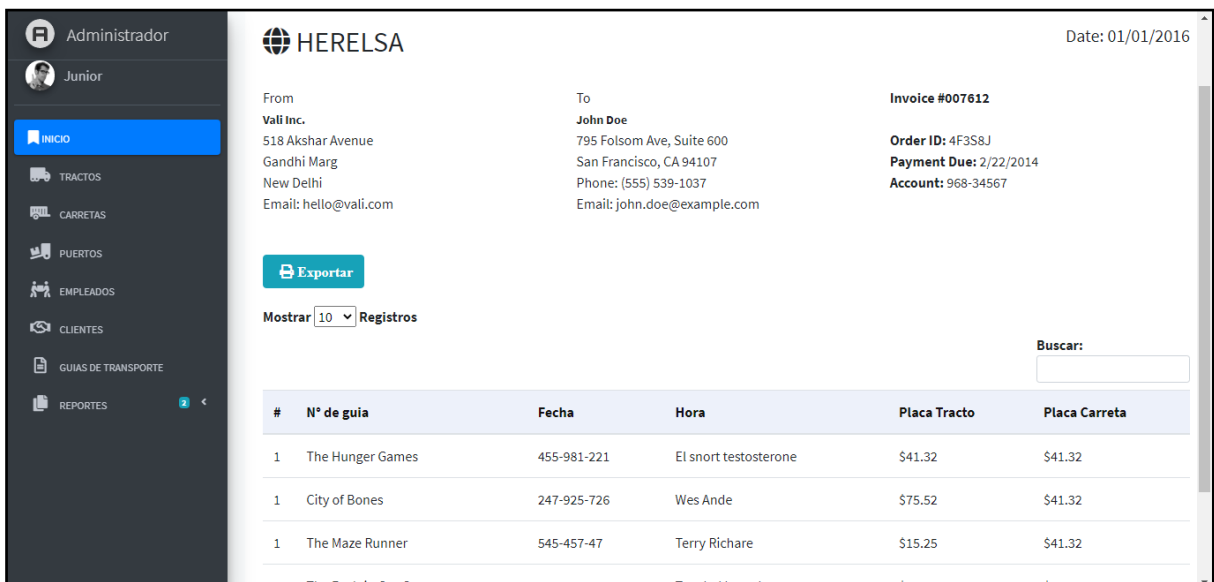 Administrador
Junior
INICIO
TRACTOS
CARRETAS
PUERTOS
EMPLEADOS
CLIENTES
GUIAS DE TRANSPORTE
REPORTES 2
HERELSA
Date: 01/01/2016
From
Vali Inc.
518 Akshar Avenue
Gandhi Marg
New Delhi
Email: hello@vali.com
To
John Doe
795 Folsom Ave, Suite 600
San Francisco, CA 94107
Phone: (555) 539-1037
Email: john.doe@example.com
Invoice #007612
Order ID: 4F3S8J
Payment Due: 2/22/2014
Account: 968-34567
Exportar
Mostrar 10 Registros
Buscar:
# N° de guia Fecha Hora Placa Tracto Placa Carreta
1 The Hunger Games 455-981-221 El snort testosterone $41.32 $41.32
1 City of Bones 247-925-726 Wes Ande $75.52 $41.32
1 The Maze Runner 545-457-47 Terry Richare $15.25 $41.32